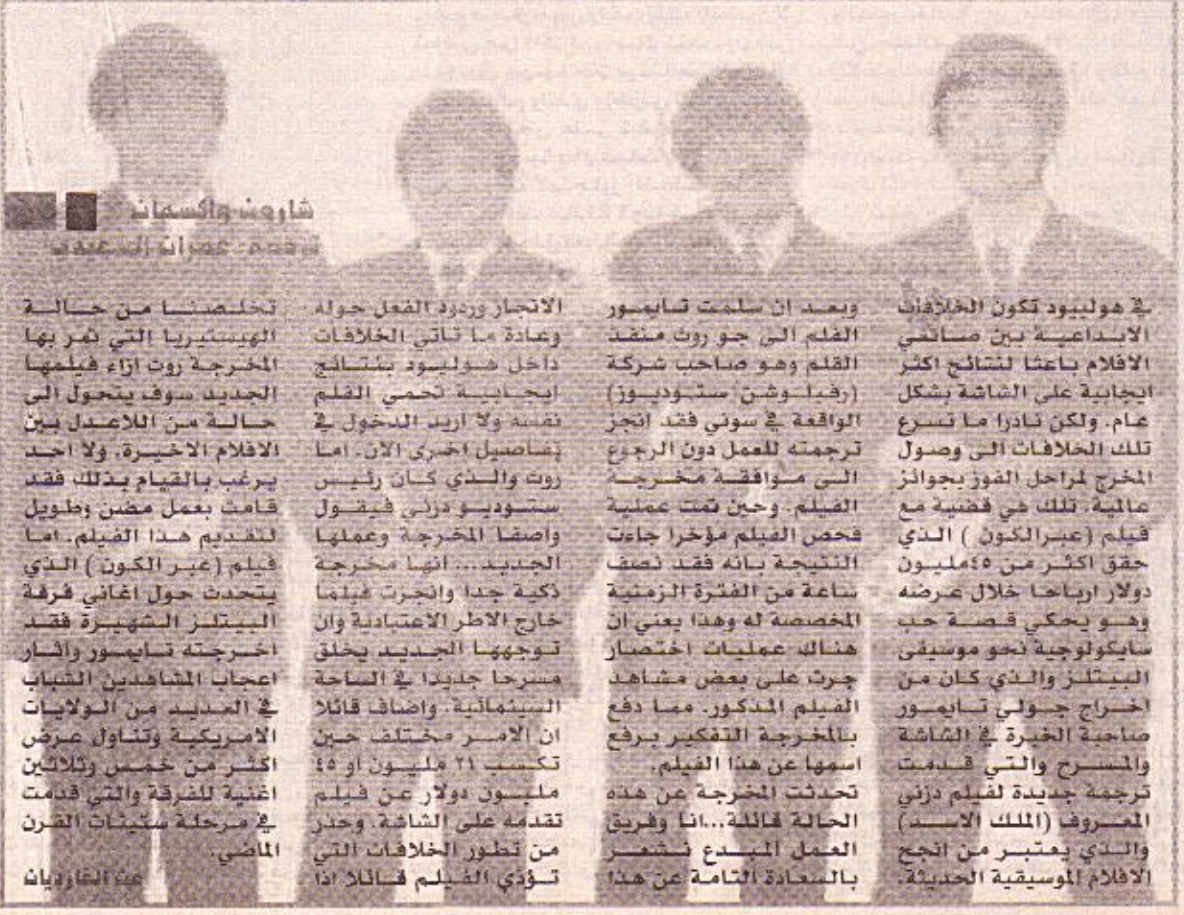 شارون واكسمان
ترجمة: عمران السعيدي
في هوليبود تكون الخلافات
الابداعية بين صانعي
الافلام باعثا لنتائج اكثر
ايجابية على الشاشة بشكل
عام. ولكن نادرا ما تسرع
تلك الخلافات الى وصول
المخرج لمراحل الفوز بجوائز
عالمية. تلك هي قضية مع
فيلم (عبرالكون ) الذي
حقق اكثر من ٤٥مليون
دولار ارباحا خلال عرضه
وهو يحكي قصة حب
سايكولوجية نحو موسيقى
البيتلز والذي كان من
اخراج جولي تايمور
صاحبة الخبرة في الشاشة
والمسرح والتي قدمت
ترجمة جديدة لفيلم دزني
المعروف (الملك الاسد)
والذي يعتبر من انجح
الافلام الموسيقية الحديثة.
وبعد ان سلمت تايمور
الفلم الى جو روث منفذ
الفلم وهو صاحب شركة
(رفيلوشن ستوديوز)
الواقعة في سوني فقد انجز
ترجمته للعمل دون الرجوع
الى موافقة مخرجة
الفيلم. وحين تمت عملية
فحص الفيلم مؤخرا جاءت
النتيجة بانه فقد نصف
ساعة من الفترة الزمنية
المخصصة له وهذا يعني ان
هناك عمليات اختصار
جرت على بعض مشاهد
الفيلم المذكور. مما دفع
بالمخرجة التفكير برفع
اسمها عن هذا الفيلم.
تحدثت المخرجة عن هذه
الحالة قائلة...انا وفريق
العمل المبدع نشعر
بالسعادة التامة عن هذا
الانجاز وردود الفعل حوله
وعادة ما تاتي الخلافات
داخل هوليود بنتائج
ايجابية تحمي الفلم
نفسه ولا اريد الدخول في
تفاصيل اخرى الان. اما
روث والذي كان رئيس
ستوديو دزني فيقول
واصفا المخرجة وعملها
الجديد... انها مخرجة
ذكية جدا وانجزت فيلما
خارج الاطر الاعتيادية وان
توجهها الجديد يخلق
مسرحا جديدا في الساحة
السينمائية. واضاف قائلا
ان الامر مختلف حين
تكسب ٢١ مليون او ٤٥
مليون دولار عن فيلم
تقدمه على الشاشة. وحذر
من تطور الخلافات التي
تؤذي الفيلم قائلا اذا
تخلصنا من حالة
الهيستيريا التي تمر بها
المخرجة روث ازاء فيلمها
الجديد سوف يتحول الى
حالة من اللاعدل بين
الافلام الاخيرة. ولا احد
يرغب بالقيام بذلك فقد
قامت بعمل مضن وطويل
لتقديم هذا الفيلم. اما
فيلم (عبر الكون ) الذي
يتحدث حول اغاني فرقة
البيتلز الشهيرة فقد
اخرجته تايمور واثار
اعجاب المشاهدين الشباب
في العديد من الولايات
الامريكية وتناول عرض
اكثر من خمس وثلاثين
اغنية للفرقة والتي قدمت
في مرحلة ستينات القرن
الماضي.
عن الغارديان